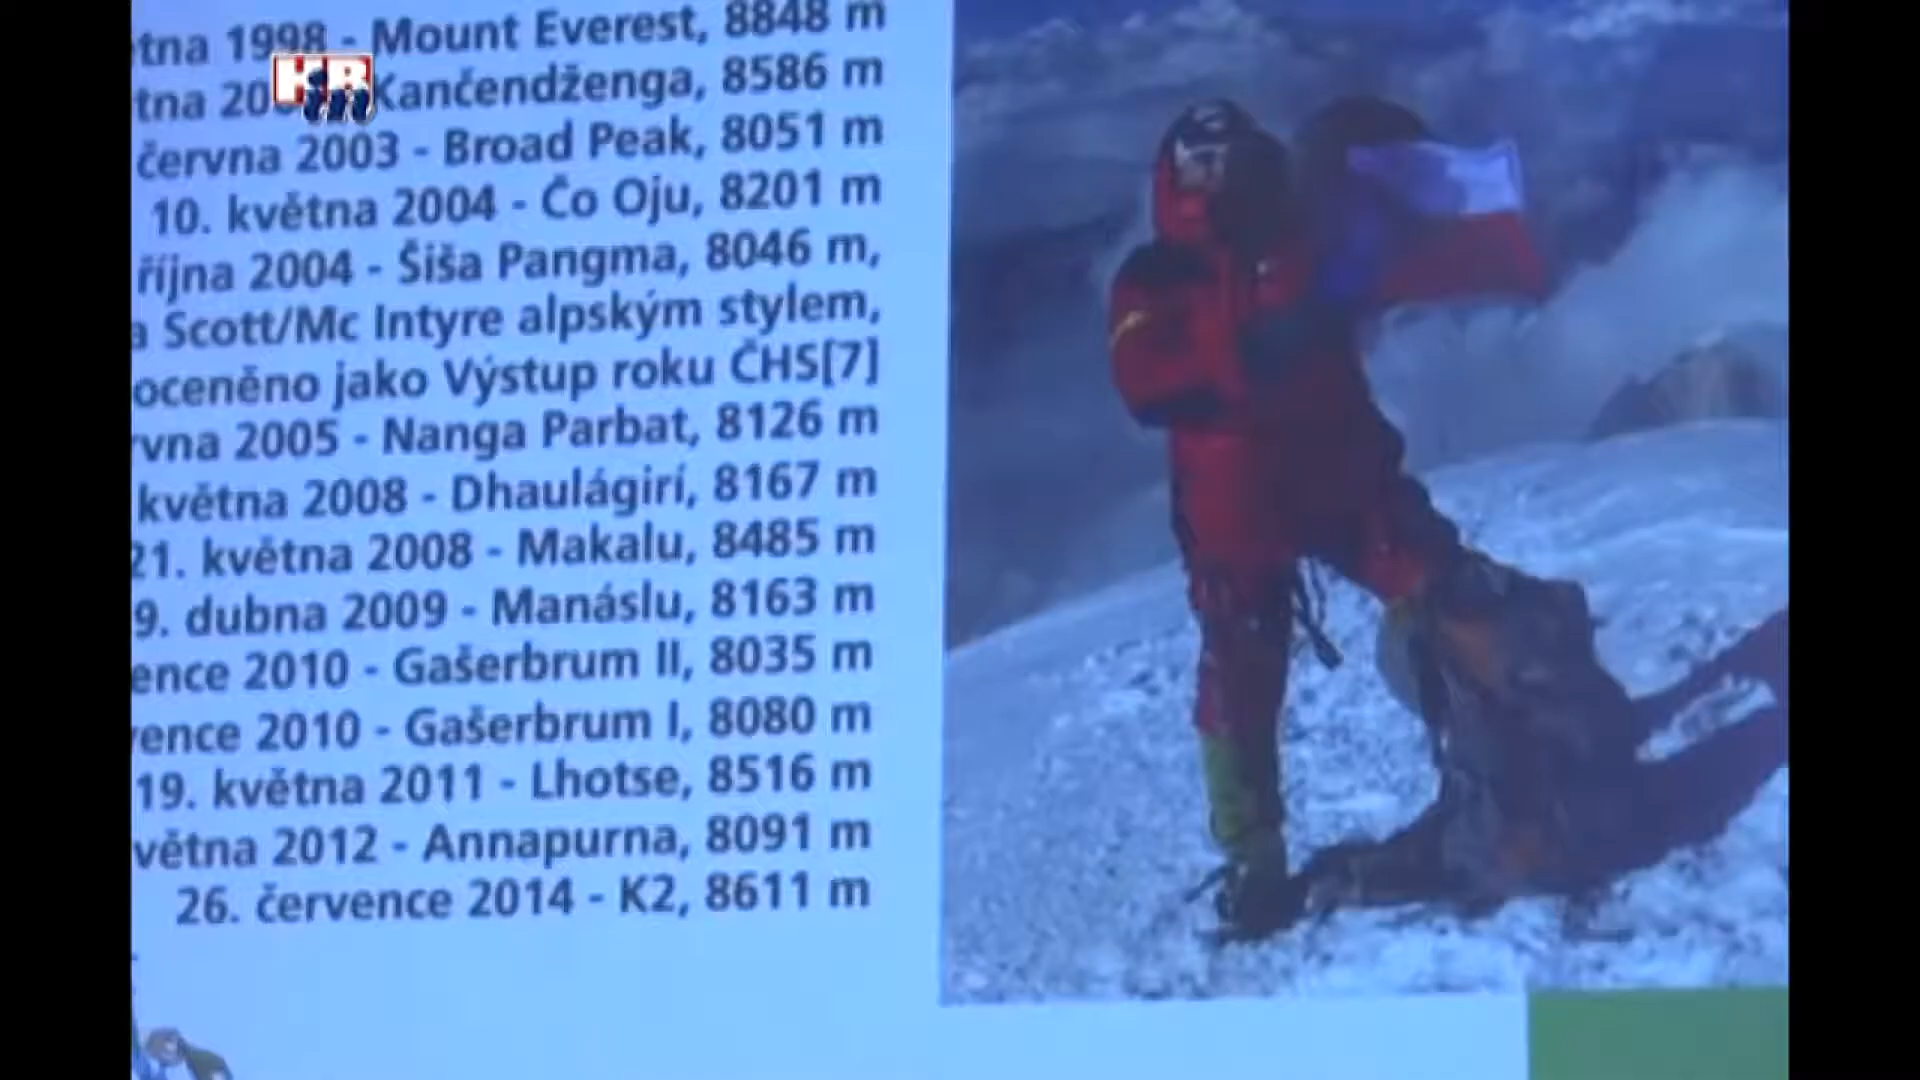 tna 1998 - Mount Everest, 8848 m
tna Kančendženga, 8586 m
června 2003 - Broad Peak, 8051 m
10. května 2004 - Čo Oju, 8201 m
října 2004 - Šiša Pangma, 8046 m,
a Scott/Mc Intyre alpským stylem,
oceněno jako Výstup roku ČHS[7]
rvna 2005 - Nanga Parbat, 8126 m
května 2008 - Dhaulágirí, 8167 m
21. května 2008 - Makalu, 8485 m
9. dubna 2009 - Manáslu, 8163 m
ence 2010 - Gašerbrum II, 8035 m
vence 2010 - Gašerbrum I, 8080 m
19. května 2011 - Lhotse, 8516 m
větna 2012 - Annapurna, 8091 m
26. července 2014 - K2, 8611 m